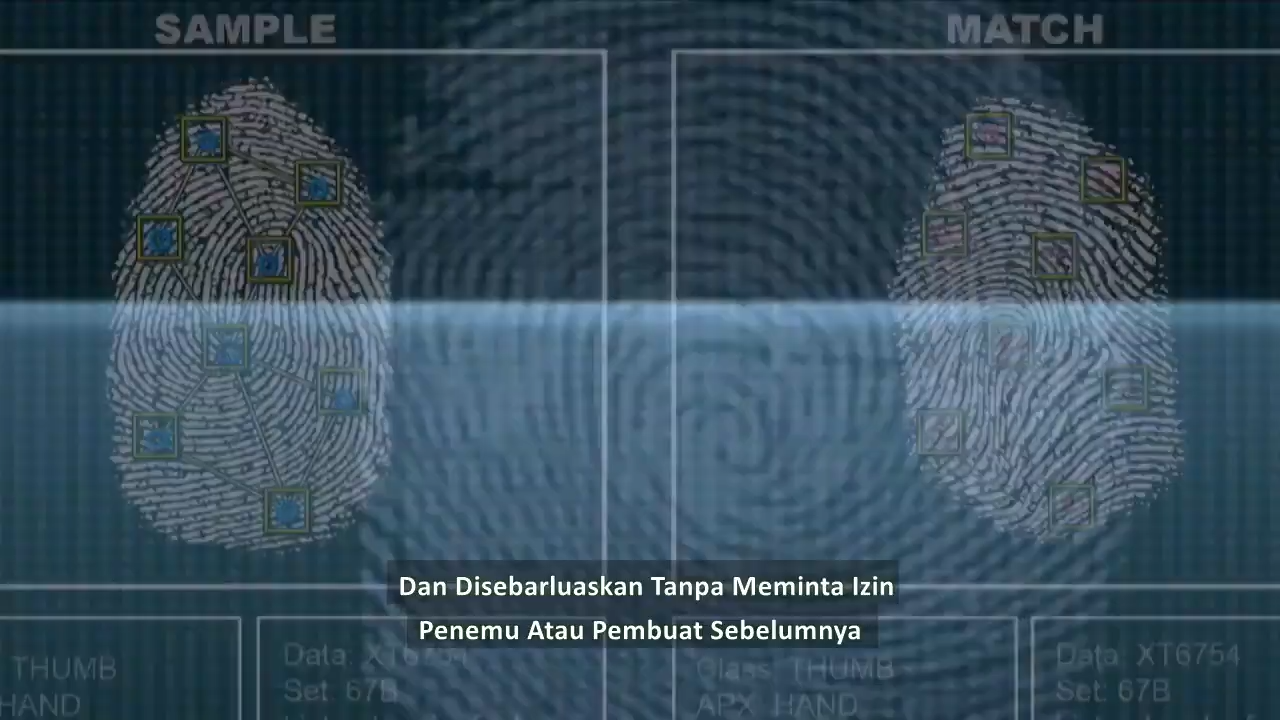 SAMPLE
MATCH
Dan Disebarluaskan Tanpa Meminta Izin
Penemu Atau Pembuat Sebelumnya
THUMB
HAND
Data: XT6754
Set: 67B
Glass: THUMB
APX HAND
Data: XT6754
Set: 67B